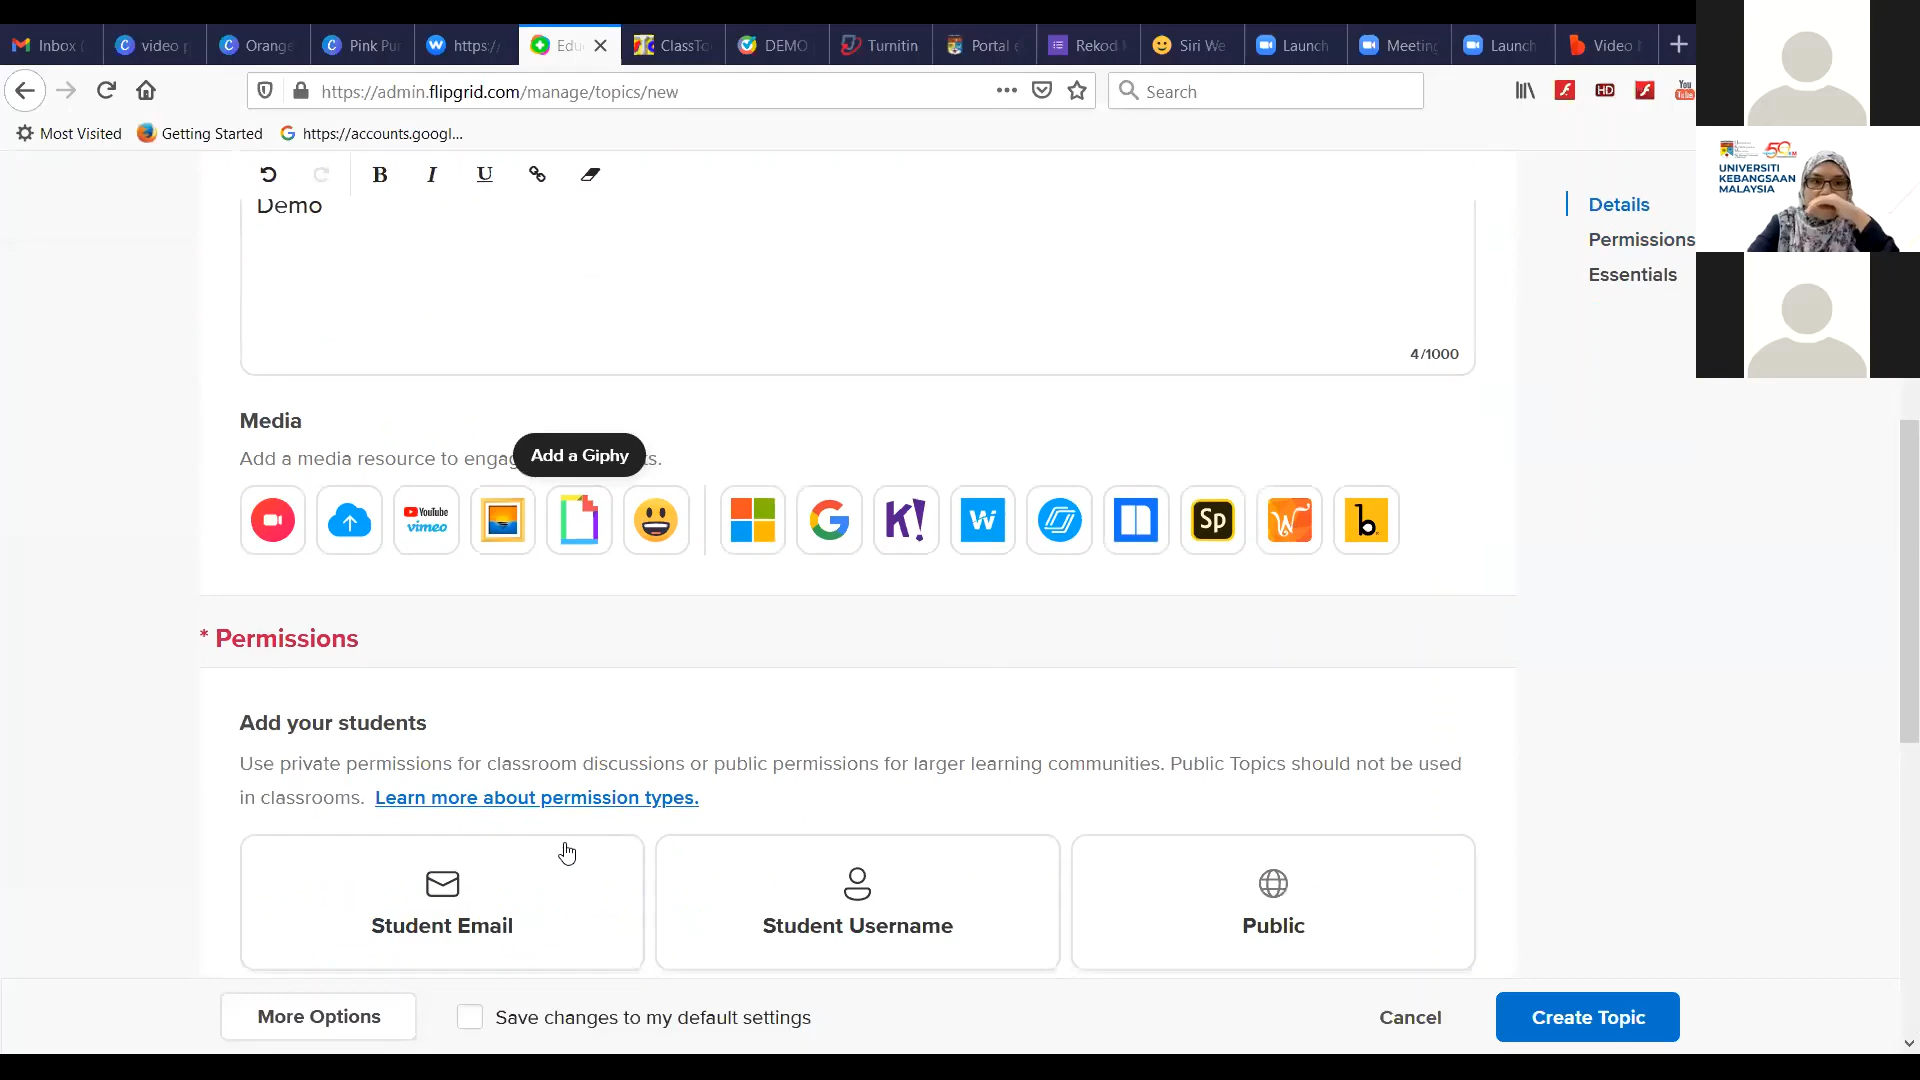 Inbox
video
Orang
Pink Pu
https:/
Edu
ClassTo
DEMO
Turnitin
Portal
Rekod
Siri We
Launch
Meeting
Launch
Video
https://admin.flipgrid.com/manage/topics/new
Search
HD
You
Most Visited
Getting Started
https://accounts.googl...
UNIVERSITI
KEBANGSAAN
MALAYSIA
B I U
Demo
4/1000
Details
Permissions
Essentials
Media
Add a media resource to engag
s.
Add a Giphy
YouTube
vimeo
K!
W
Sp
W
b
* Permissions
Add your students
Use private permissions for classroom discussions or public permissions for larger learning communities. Public Topics should not be used
in classrooms. Learn more about permission types.
Student Email
Student Username
Public
More Options
Save changes to my default settings
Cancel
Create Topic